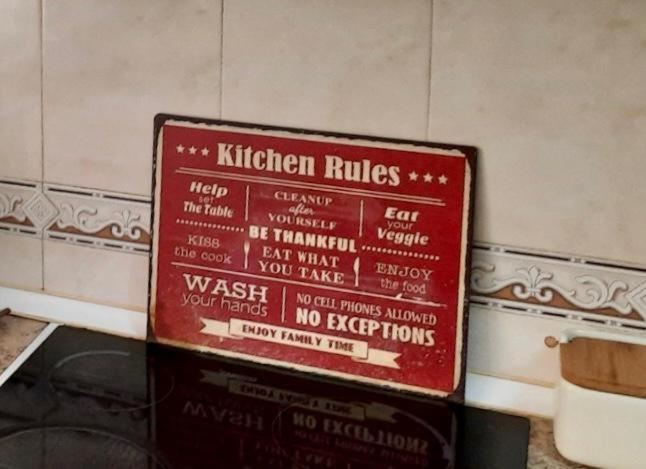 Kitchen Rules
Help
set
The Table
CLEANUP
after
YOURSELF
Eat
your
Veggie
BE THANKFUL
KISS
the cook
EAT WHAT
YOU TAKE
ENJOY
the food
WASH
your hands
NO CELL PHONES ALLOWED
NO EXCEPTIONS
ENJOY FAMILY TIME